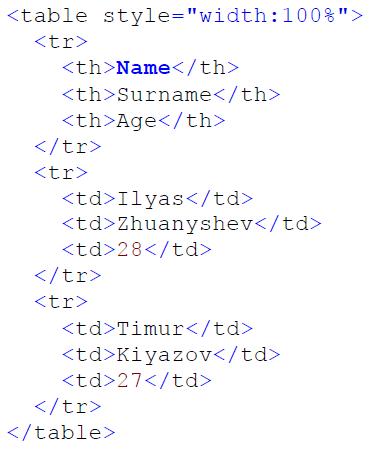 <table style="width:100%">
  <tr>
    <th>Name</th>
    <th>Surname</th>
    <th>Age</th>
  </tr>
  <tr>
    <td>Ilyas</td>
    <td>Zhuanyshev</td>
    <td>28</td>
  </tr>
  <tr>
    <td>Timur</td>
    <td>Kiyazov</td>
    <td>27</td>
  </tr>
</table>